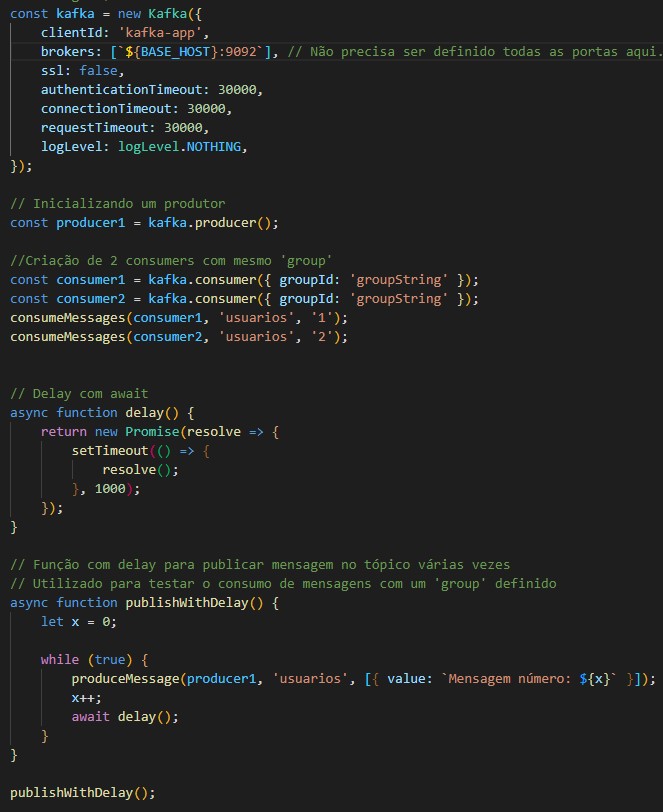 const kafka = new Kafka({
    clientId: 'kafka-app',
    brokers: [`${BASE_HOST}:9092`], // Não precisa ser definido todas as portas aqui.
    ssl: false,
    authenticationTimeout: 30000,
    connectionTimeout: 30000,
    requestTimeout: 30000,
    logLevel: logLevel.NOTHING,
});

// Inicializando um produtor
const producer1 = kafka.producer();

//Criação de 2 consumers com mesmo 'group'
const consumer1 = kafka.consumer({ groupId: 'groupString' });
const consumer2 = kafka.consumer({ groupId: 'groupString' });
consumeMessages(consumer1, 'usuarios', '1');
consumeMessages(consumer2, 'usuarios', '2');


// Delay com await
async function delay() {
    return new Promise(resolve => {
        setTimeout(() => {
            resolve();
        }, 1000);
    });
}

// Função com delay para publicar mensagem no tópico várias vezes
// Utilizado para testar o consumo de mensagens com um 'group' definido
async function publishWithDelay() {
    let x = 0;

    while (true) {
        produceMessage(producer1, 'usuarios', [{ value: `Mensagem número: ${x}` }]);
        x++;
        await delay();
    }
}

publishWithDelay();